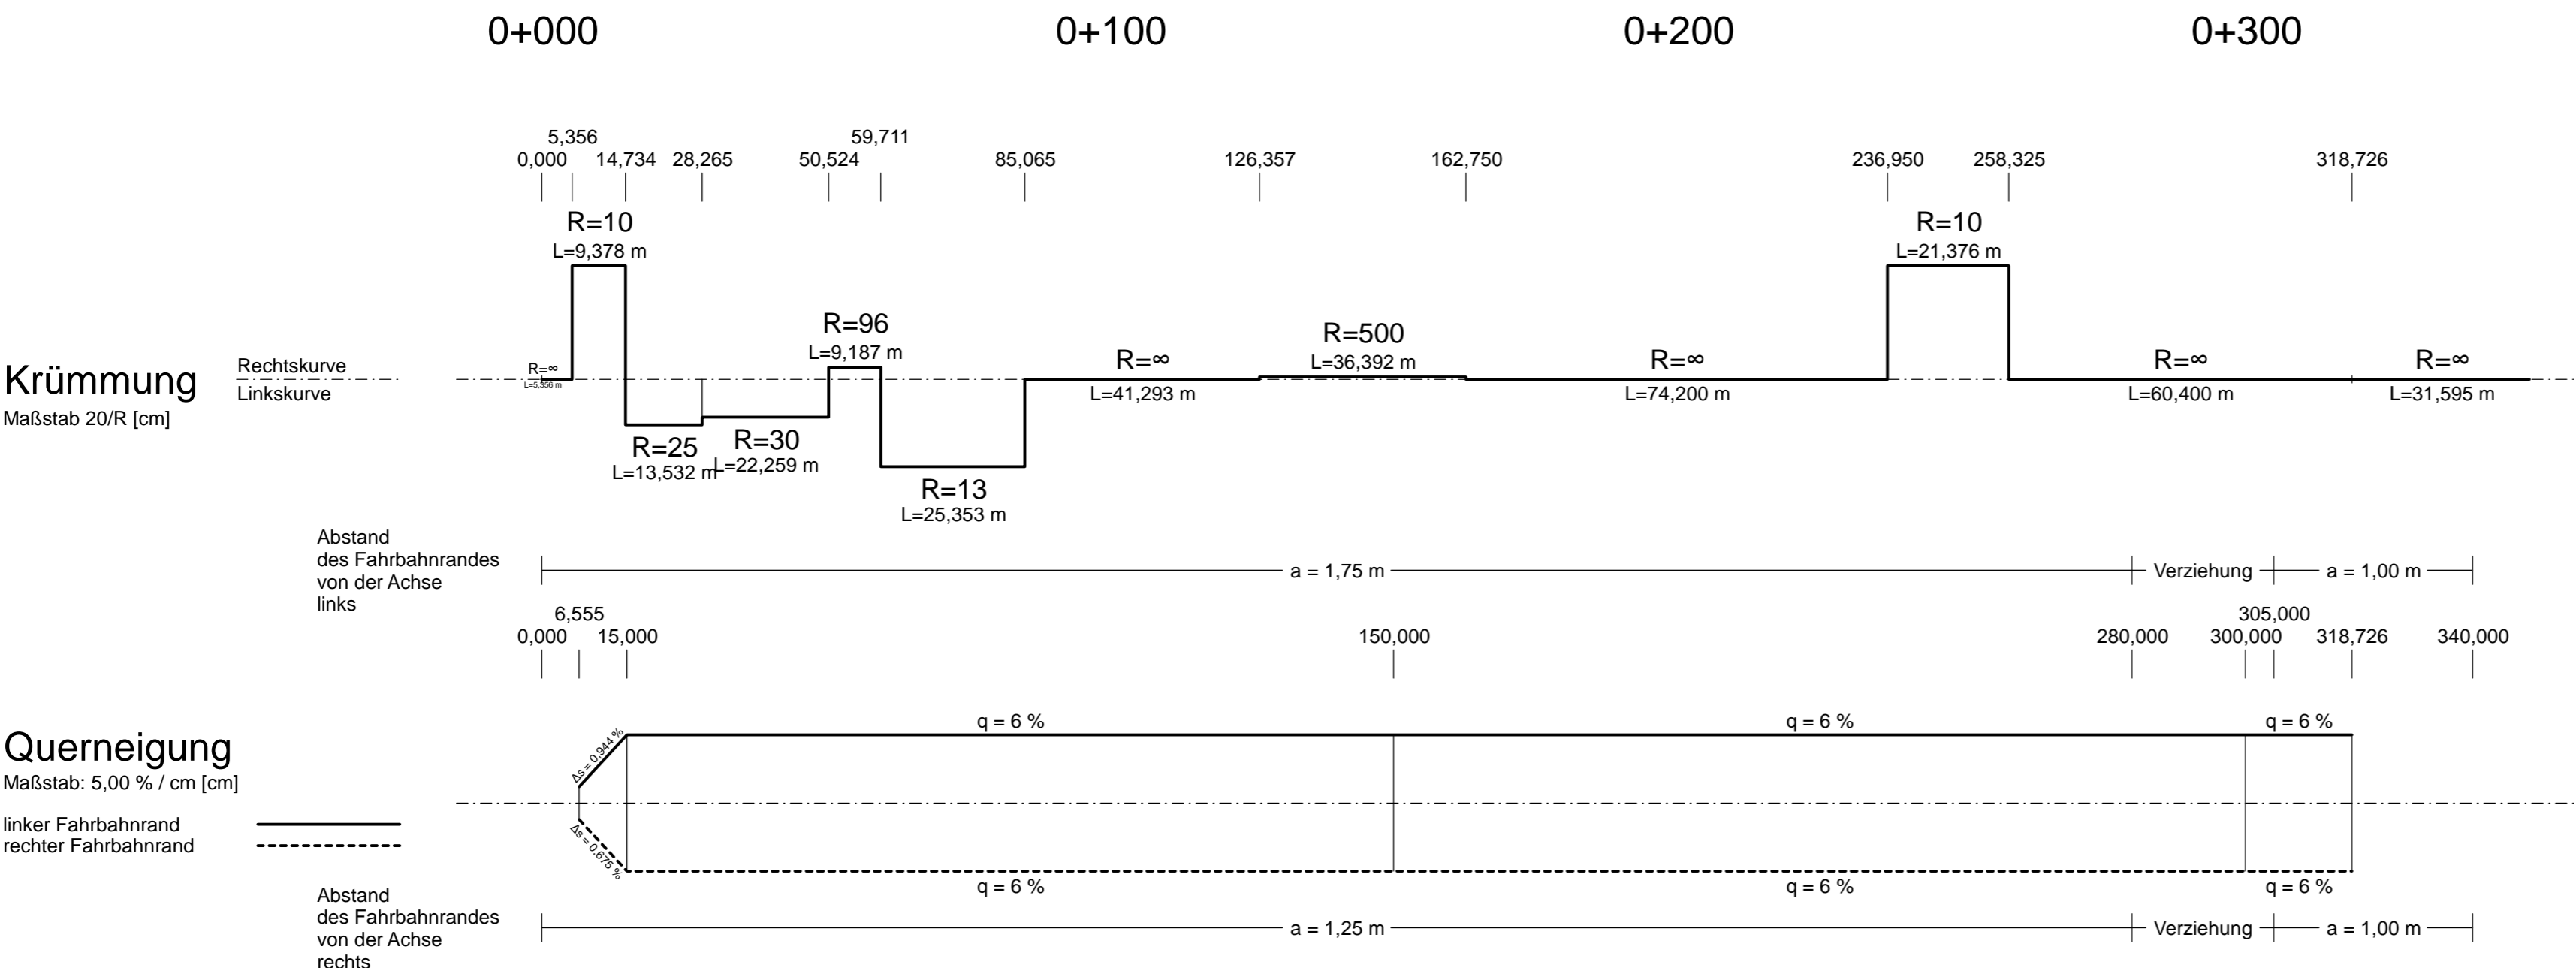 0+000 0+100 0+200 0+300
5,356 59,711
0,000 14,734 28,265 50,524 85,065 126,357 162,750 236,950 258,325 318,726
R=10 R=10
L=9,378 m L=21,376 m
R=96 R=500
L=9,187 m L=36,392 m
Krümmung
Maßstab 20/R [cm]
Rechtskurve
Linkskurve
R=∞ R=∞ R=∞ R=∞ R=∞
L=5,356 m L=41,293 m L=74,200 m L=60,400 m L=31,595 m
R=25 R=30
L=13,532 m L=22,259 m
R=13
L=25,353 m
Abstand
des Fahrbahnrandes
von der Achse
links
a = 1,75 m Verziehung a = 1,00 m
6,555 305,000
0,000 15,000 150,000 280,000 300,000 318,726 340,000
q = 6 % q = 6 % q = 6 %
Querneigung
Maßstab: 5,00 % / cm [cm]
linker Fahrbahnrand
rechter Fahrbahnrand
Δs = 0,944 %
Δs = 0,675 %
q = 6 % q = 6 % q = 6 %
Abstand
des Fahrbahnrandes
von der Achse
rechts
a = 1,25 m Verziehung a = 1,00 m